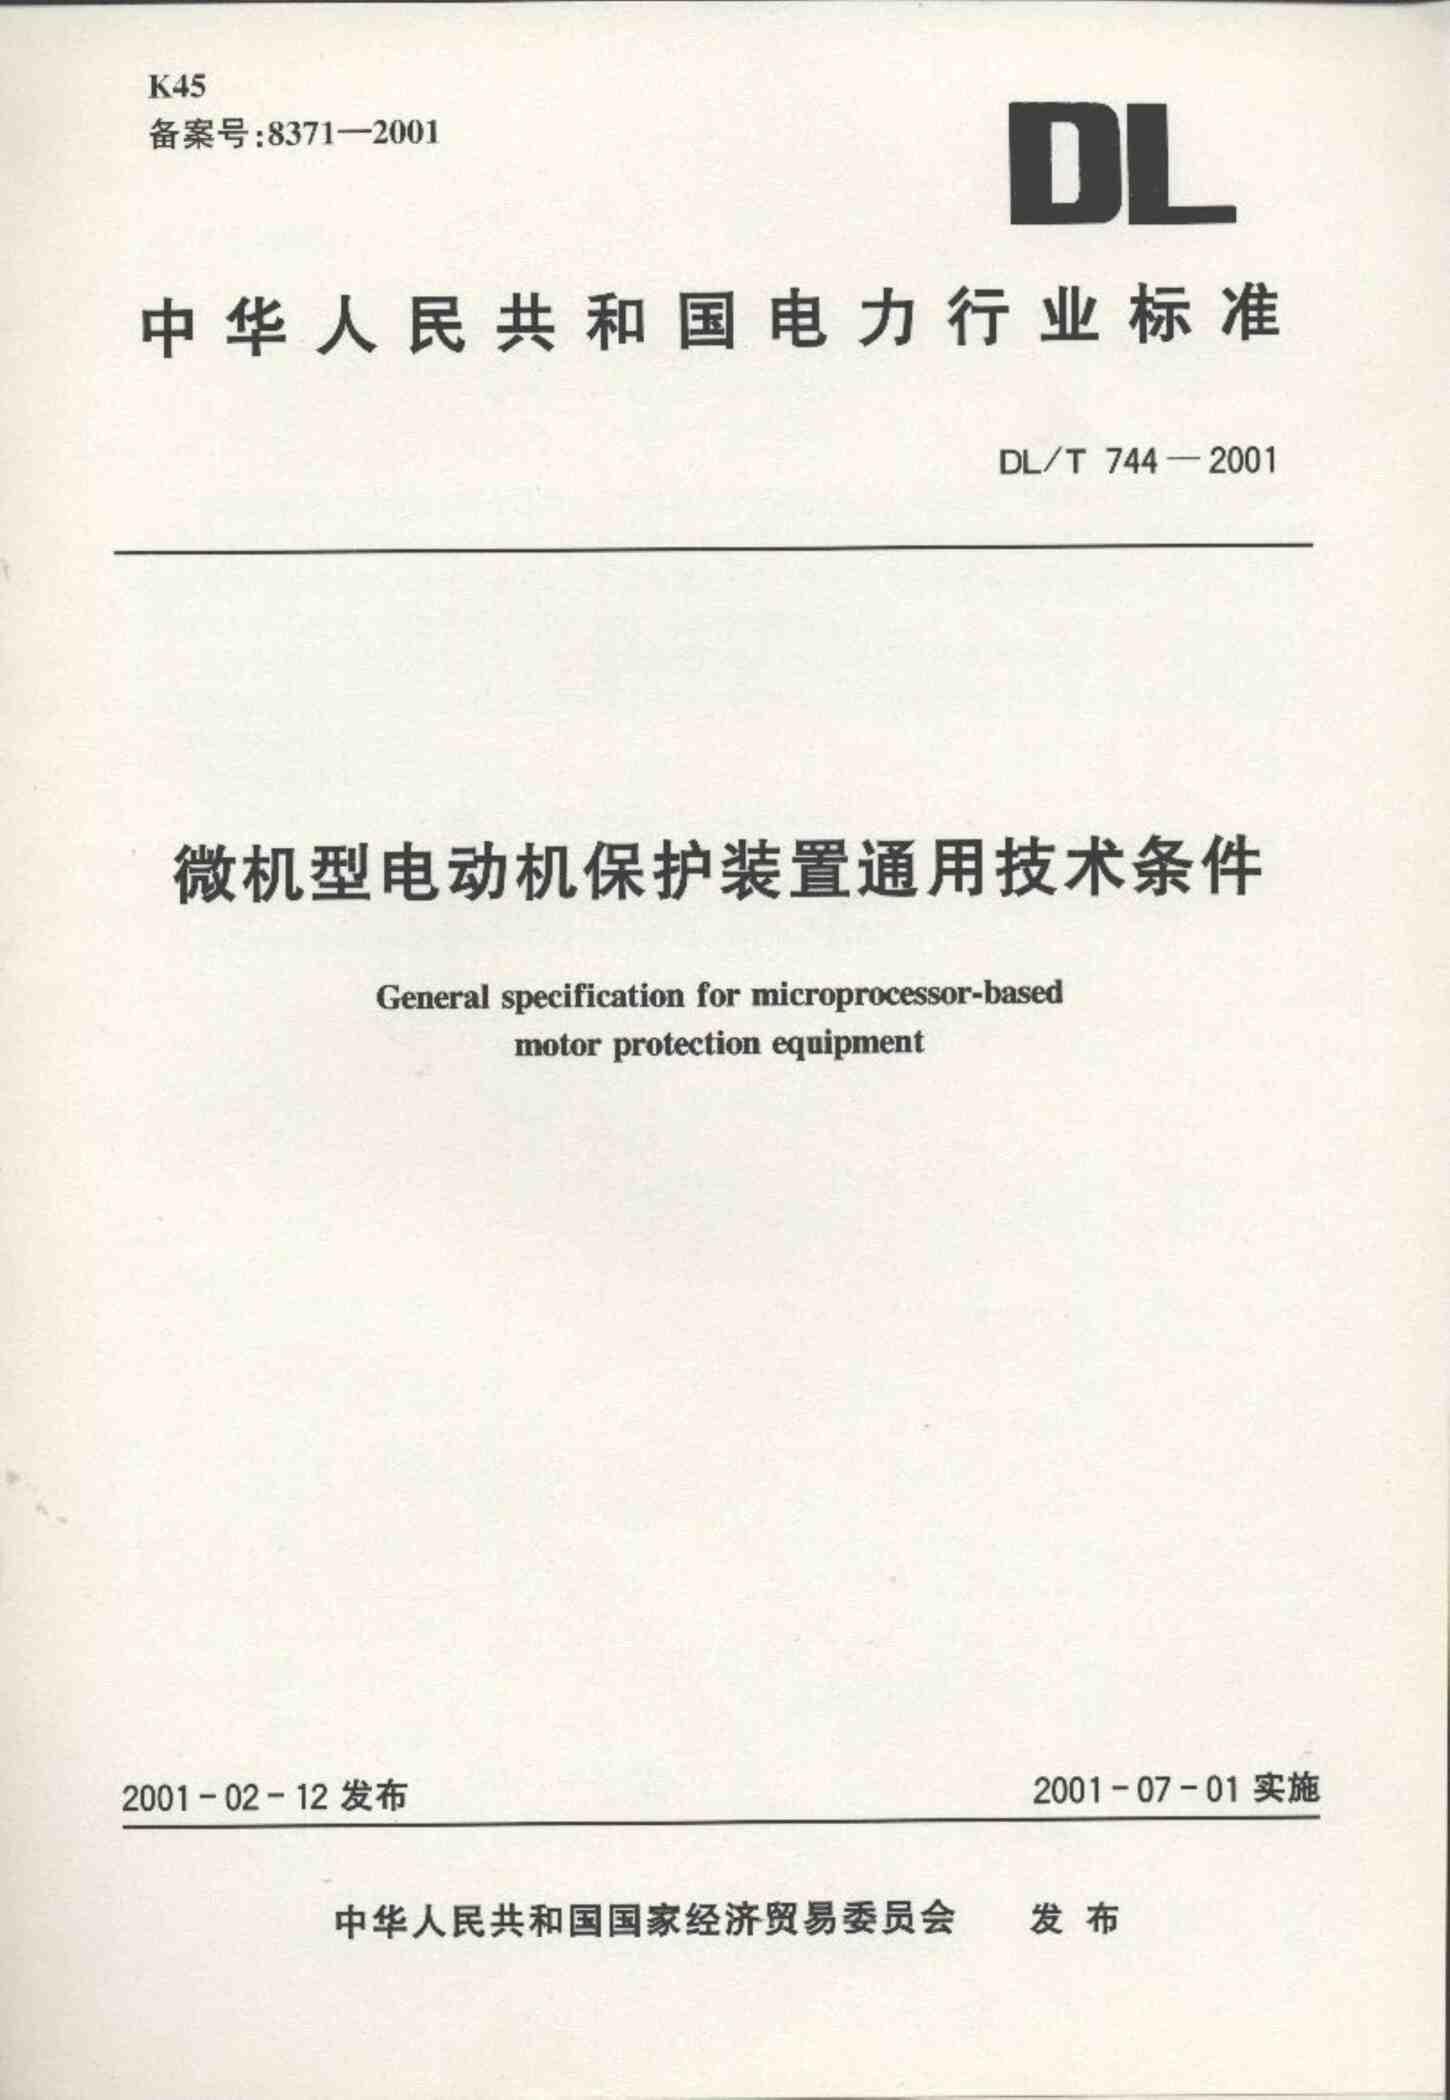 K45
备案号:8371—2001
DL
中华人民共和国电力行业标准
DL/T 744—2001
微机型电动机保护装置通用技术条件
General specification for microprocessor-based
motor protection equipment
2001-02-12 发布
2001-07-01 实施
中华人民共和国国家经济贸易委员会 发布